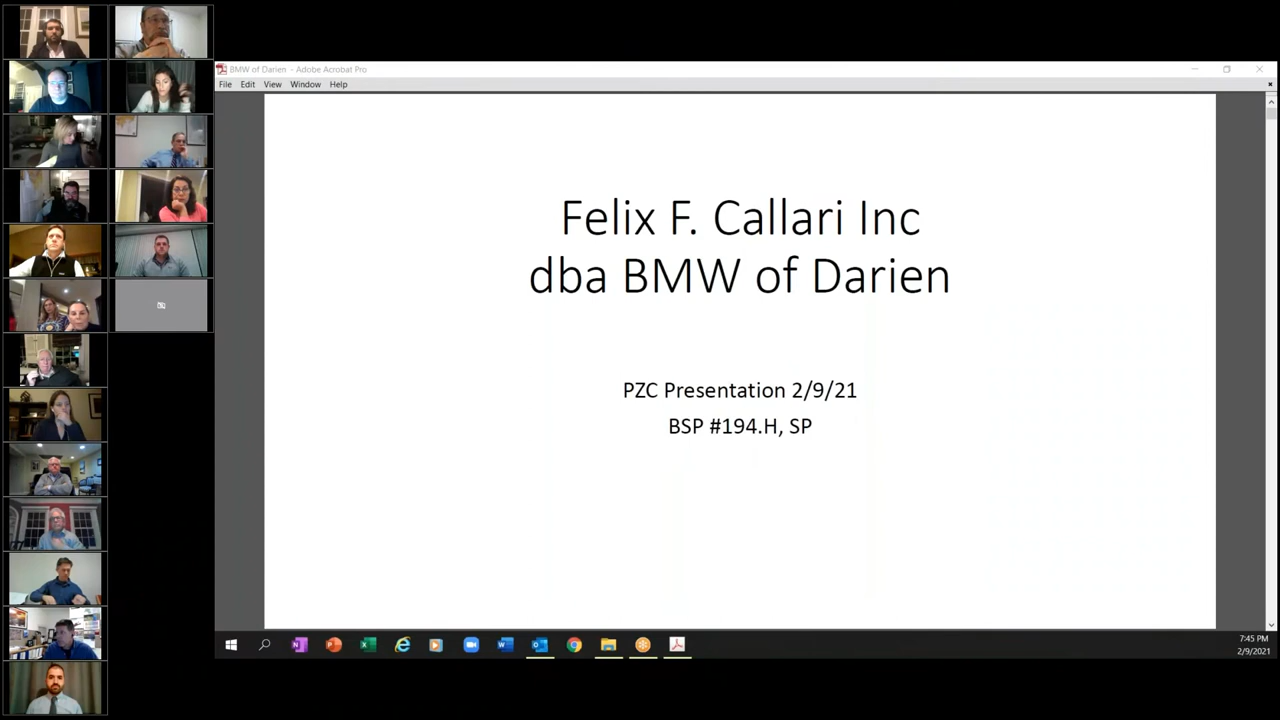 BMW of Darien - Adobe Acrobat Pro
File Edit View Window Help
Felix F. Callari Inc
dba BMW of Darien
PZC Presentation 2/9/21
BSP #194.H, SP
7:45 PM
2/9/2021